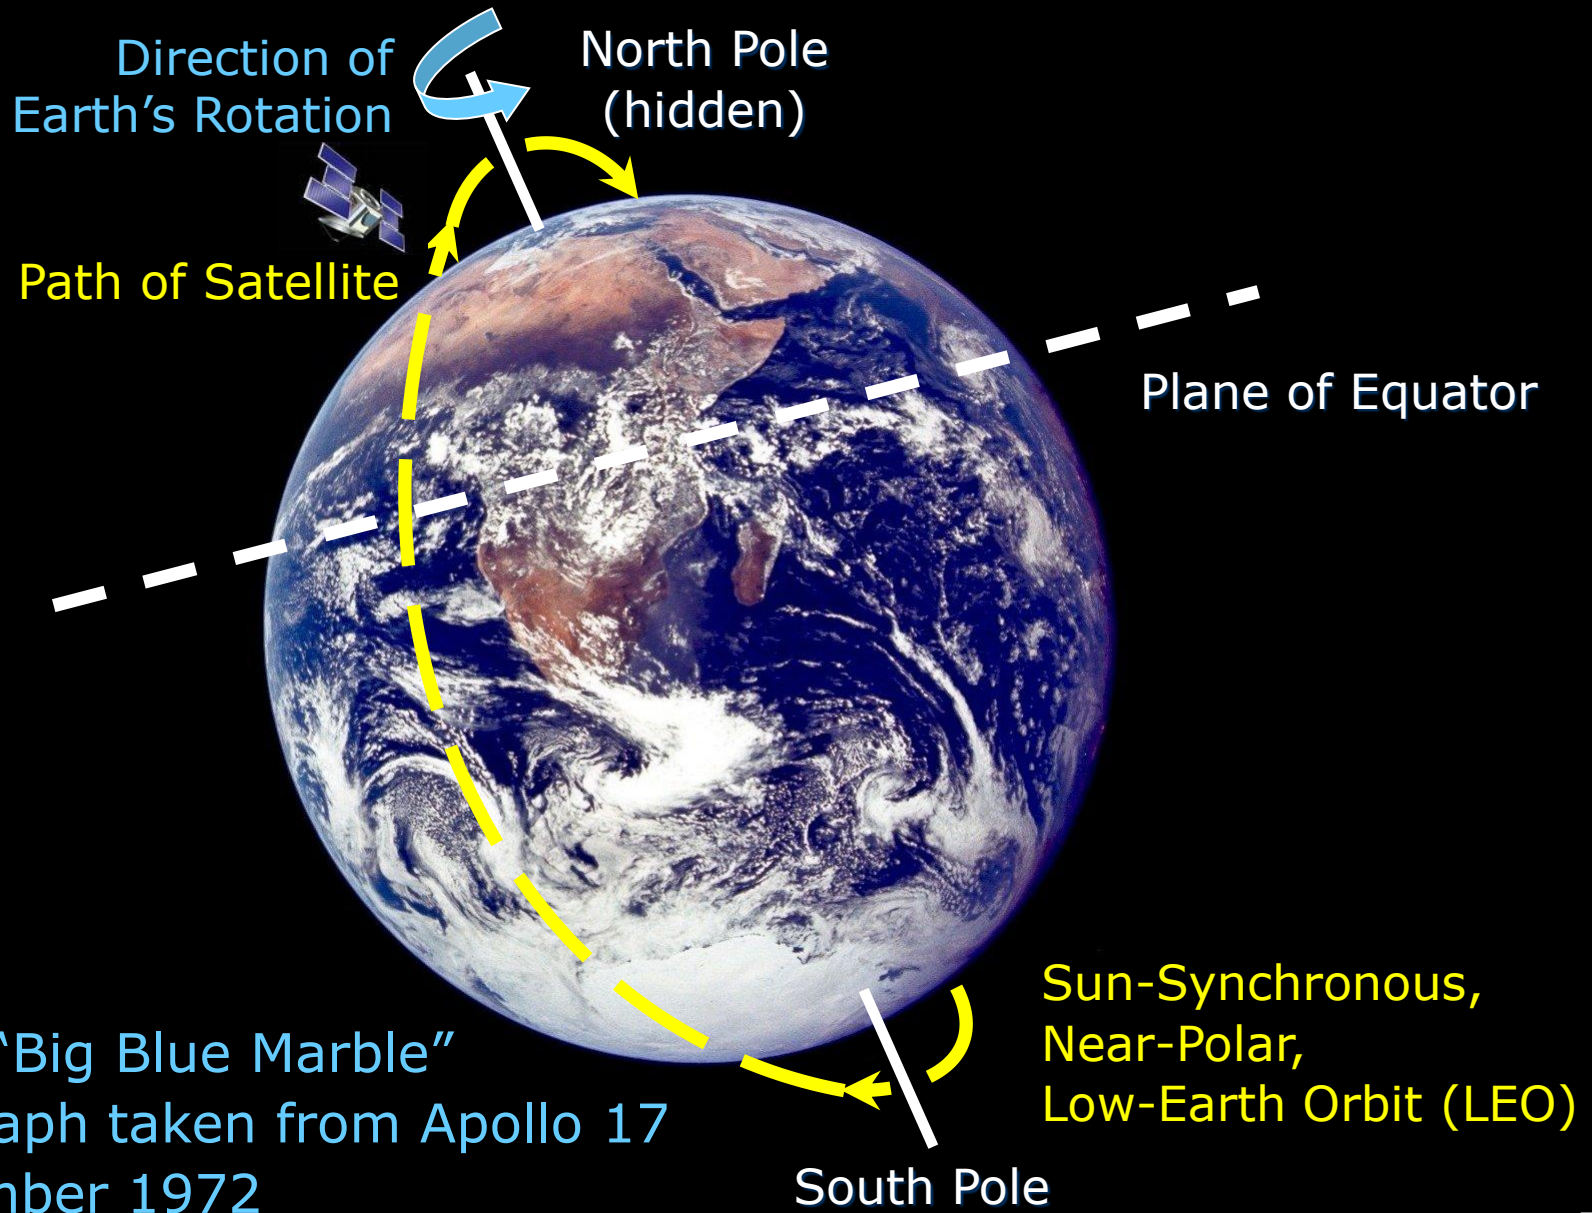 Direction of
Earth’s Rotation
North Pole
(hidden)
Path of Satellite
Plane of Equator
Sun-Synchronous,
Near-Polar,
Low-Earth Orbit (LEO)
“Big Blue Marble”
taken from Apollo 17
1972
South Pole